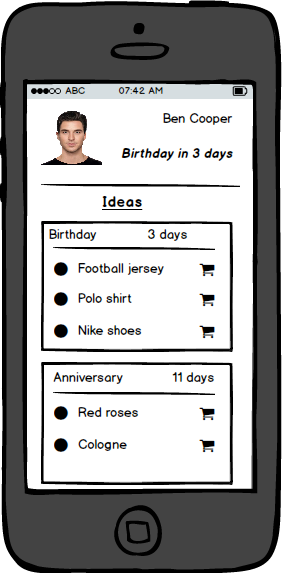 ABC 07:42 AM
Ben Cooper
Birthday in 3 days
Ideas
Birthday 3 days
Football jersey
Polo shirt
Nike shoes
Anniversary 11 days
Red roses
Cologne